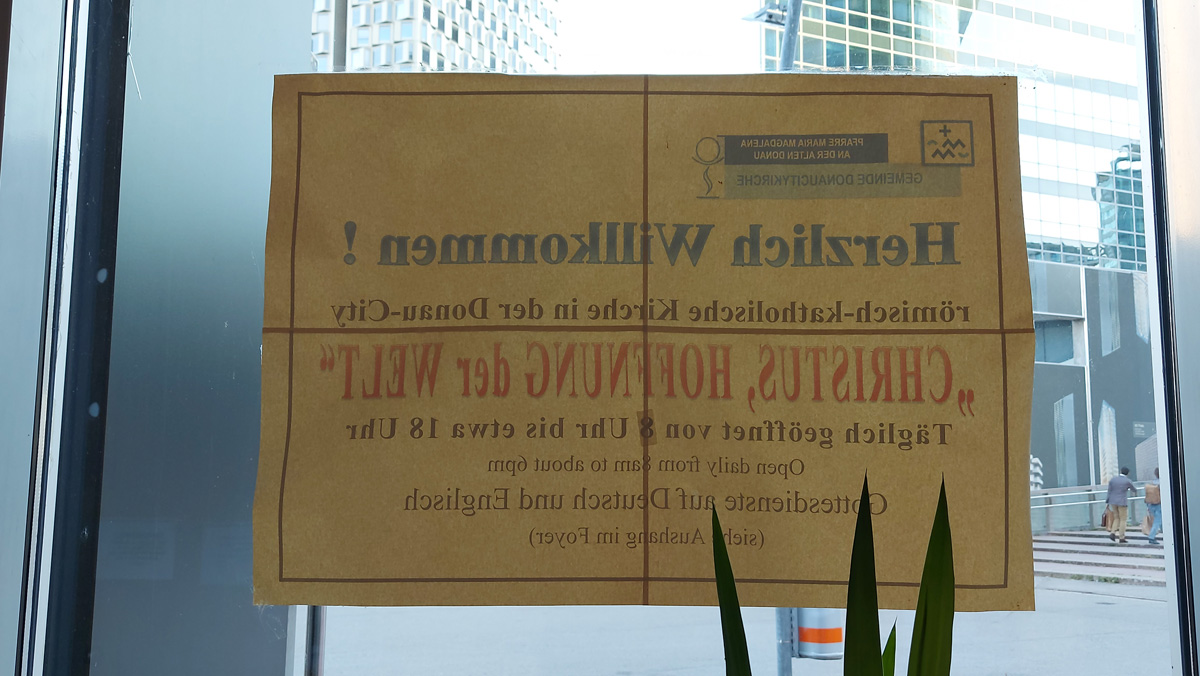 PFARRE MARIA MAGDALENA
AN DER ALTEN DONAU
GEMEINDE DONAUCITYKIRCHE
Herzlich Willkommen !
römisch-katholische Kirche in der Donau-City
„CHRISTUS, HOFFNUNG der WELT“
Täglich geöffnet von 8 Uhr bis etwa 18 Uhr
Open daily from 8am to about 6pm
Gottesdienste auf Deutsch und Englisch
(siehe Aushang im Foyer)